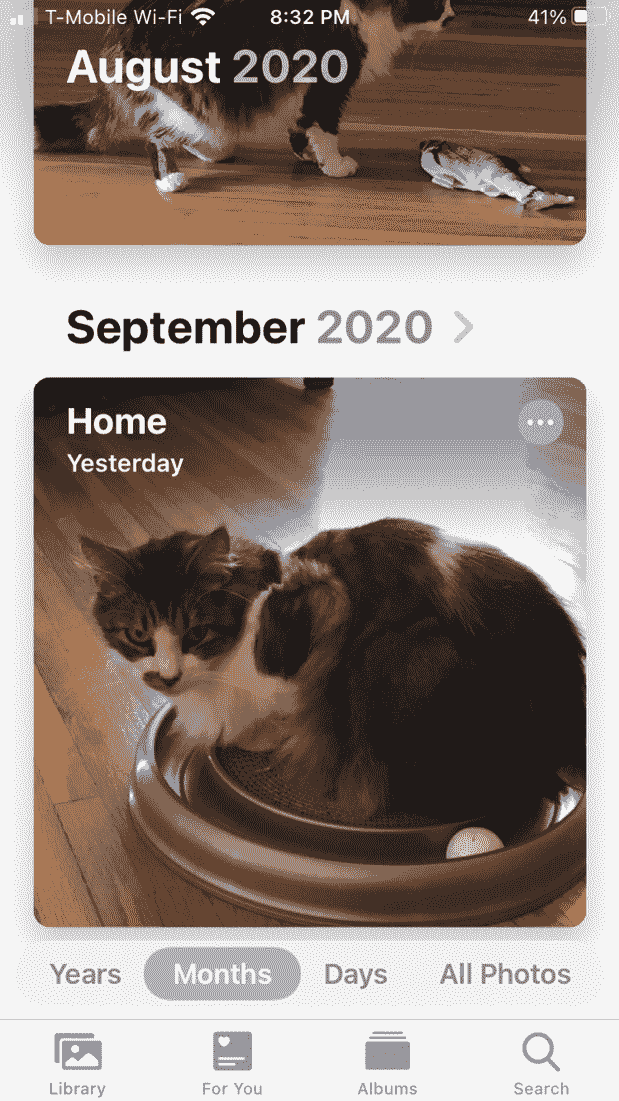 T-Mobile Wi-Fi 8:32 PM 41%
August 2020
September 2020
Home
Yesterday
Years Months Days All Photos
Library For You Albums Search